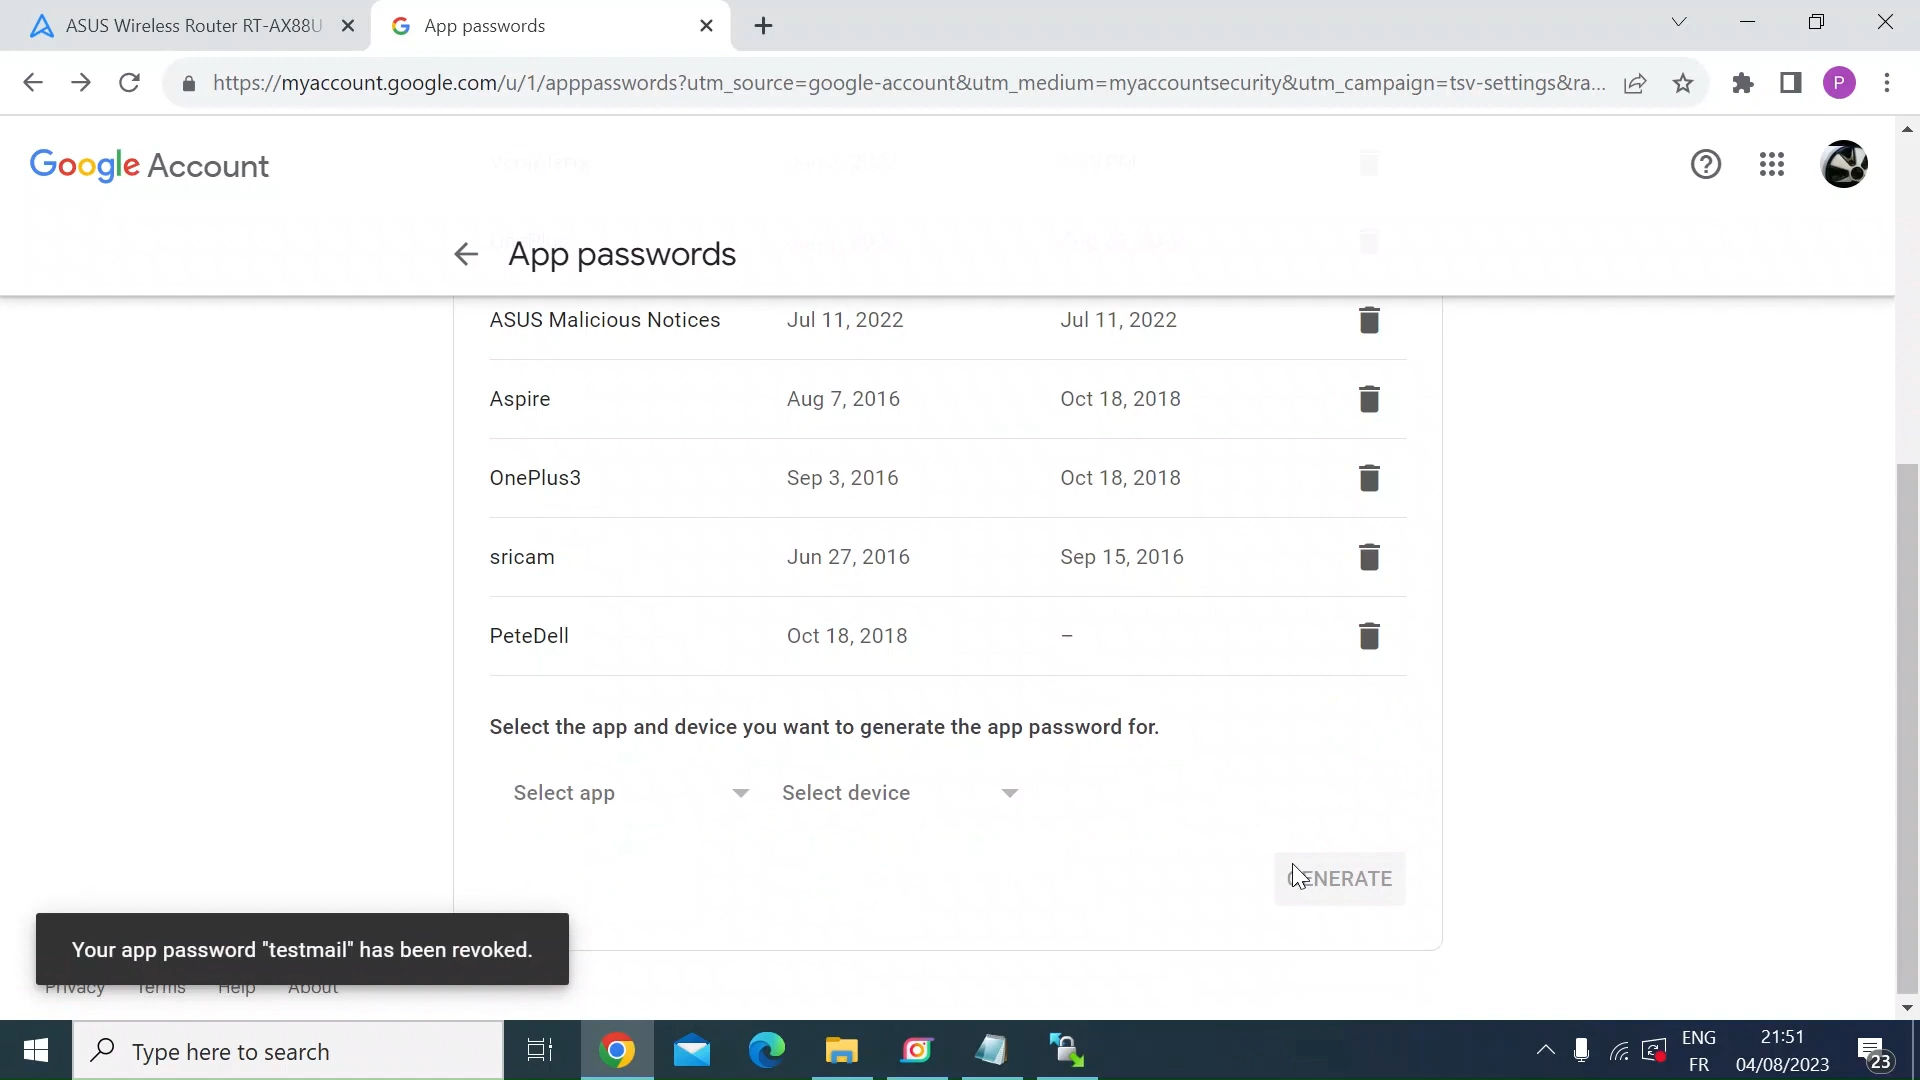 ASUS Wireless Router RT-AX88U
App passwords
https://myaccount.google.com/u/1/apppasswords?utm_source=google-account&utm_medium=myaccountsecurity&utm_campaign=tsv-settings&ra...
P
Google Account
App passwords
ASUS Malicious Notices Jul 11, 2022 Jul 11, 2022
Aspire Aug 7, 2016 Oct 18, 2018
OnePlus3 Sep 3, 2016 Oct 18, 2018
sricam Jun 27, 2016 Sep 15, 2016
PeteDell Oct 18, 2018 –
Select the app and device you want to generate the app password for.
Select app Select device
GENERATE
Your app password "testmail" has been revoked.
Privacy Terms Help About
Type here to search
ENG 21:51
FR 04/08/2023
23